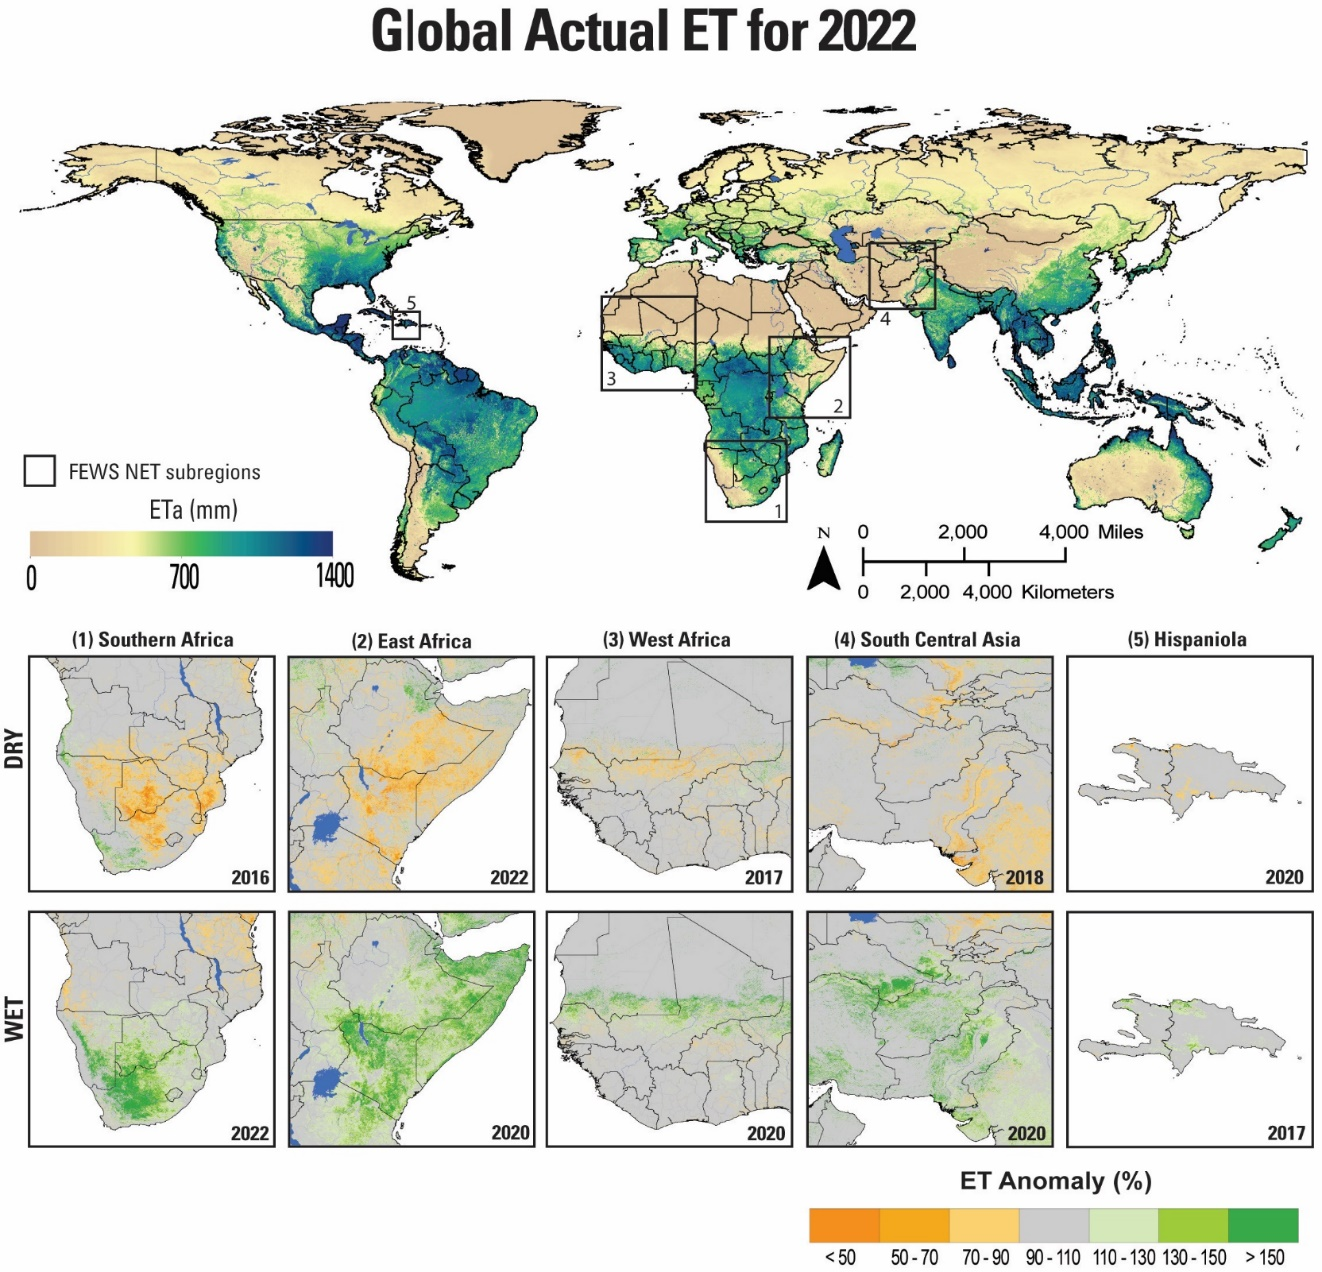 Global Actual ET for 2022
5
4
3
2
1
FEWS NET subregions
ETa (mm)
0 700 1400
N
0 2,000 4,000 Miles
0 2,000 4,000 Kilometers
(1) Southern Africa (2) East Africa (3) West Africa (4) South Central Asia (5) Hispaniola
DRY
2016 2022 2017 2018 2020
WET
2022 2020 2020 2020 2017
ET Anomaly (%)
< 50 50 - 70 70 - 90 90 - 110 110 - 130 130 - 150 > 150